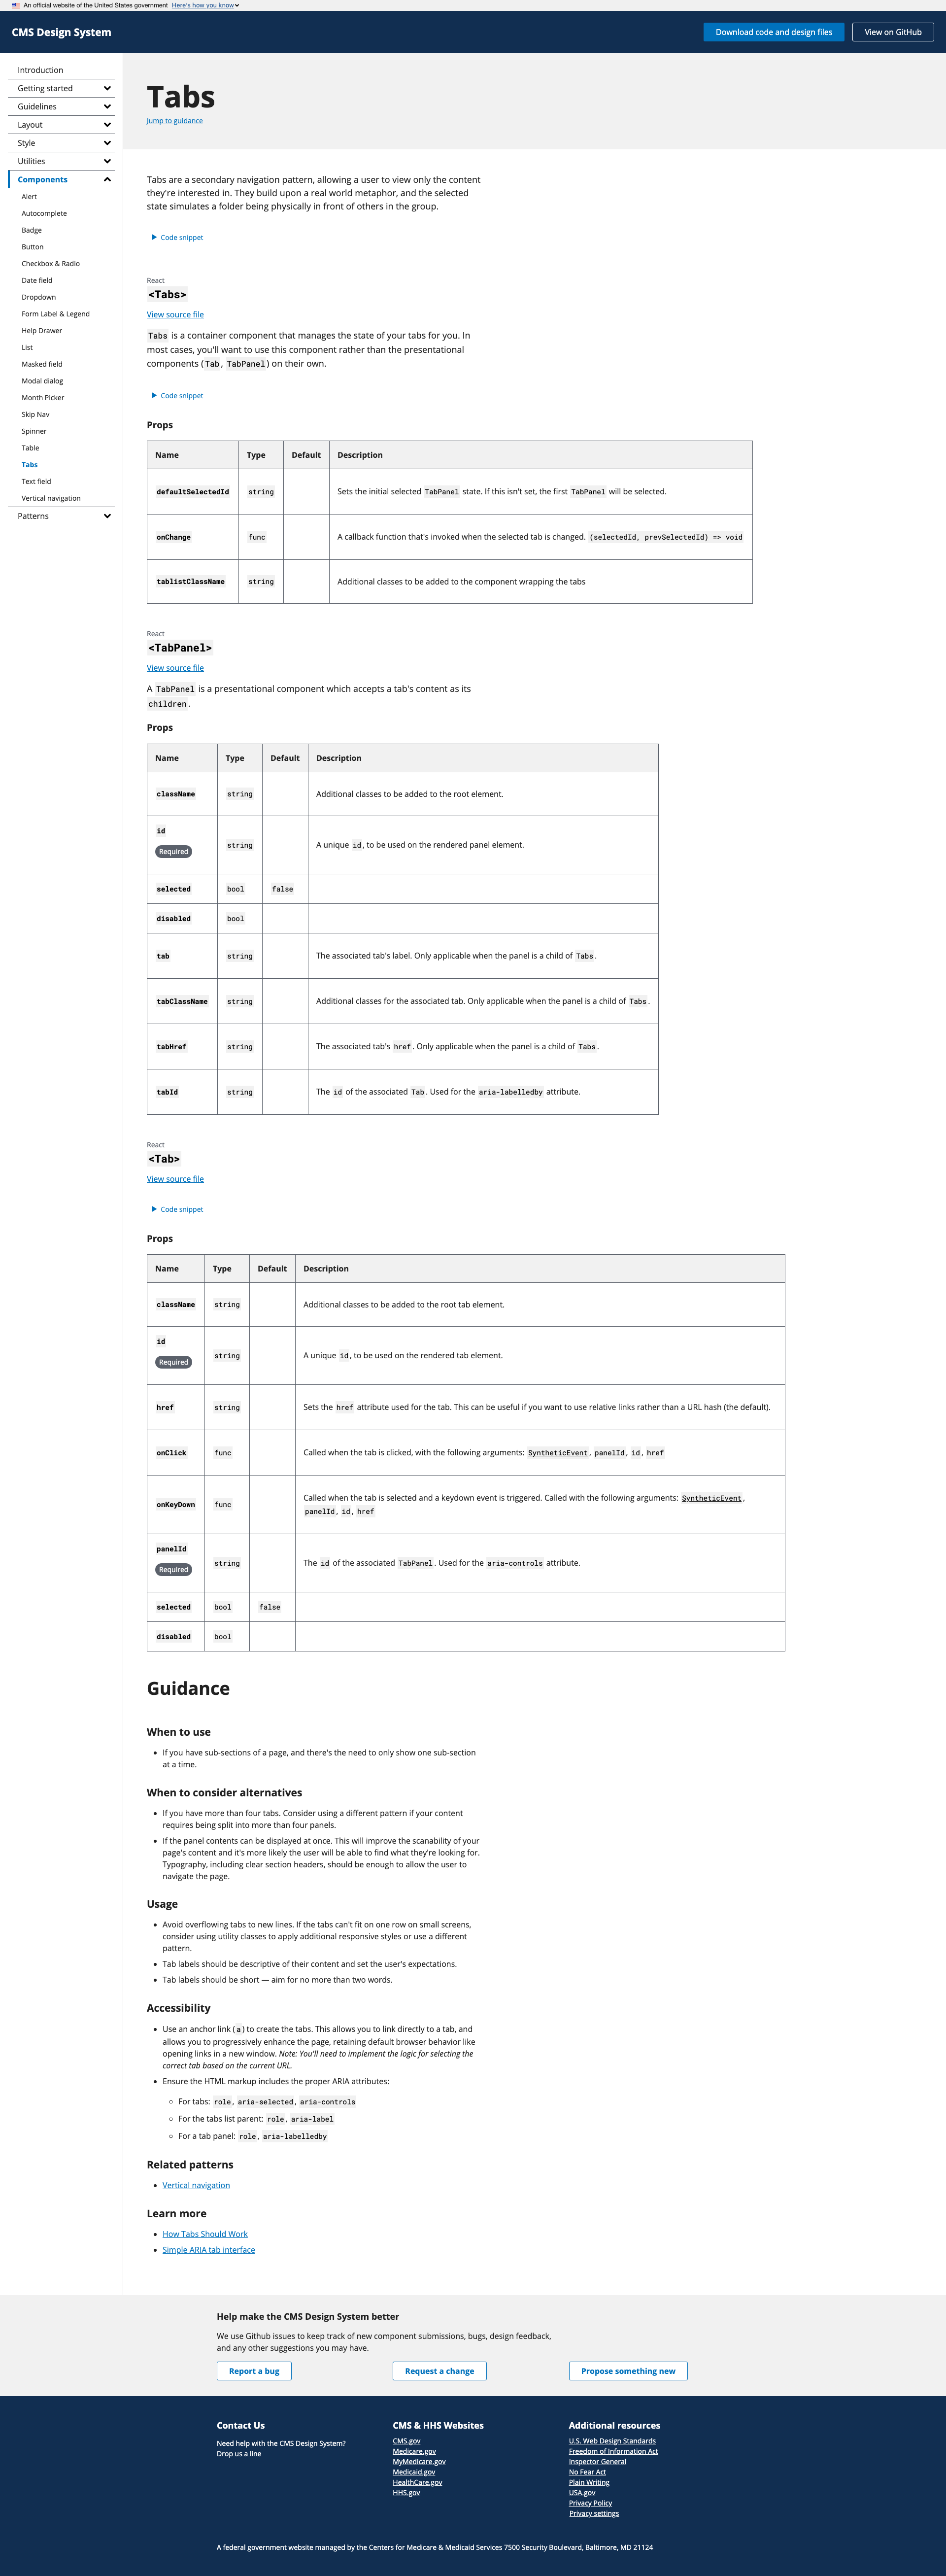 An official website of the United States government Here's how you know
CMS Design System
Download code and design files
View on GitHub
Introduction
Getting started
Guidelines
Layout
Style
Utilities
Components
Alert
Autocomplete
Badge
Button
Checkbox & Radio
Date field
Dropdown
Form Label & Legend
Help Drawer
List
Masked field
Modal dialog
Month Picker
Skip Nav
Spinner
Table
Tabs
Text field
Vertical navigation
Patterns
Tabs
Jump to guidance
Tabs are a secondary navigation pattern, allowing a user to view only the content
they're interested in. They build upon a real world metaphor, and the selected
state simulates a folder being physically in front of others in the group.
Code snippet
React
<Tabs>
View source file
Tabs is a container component that manages the state of your tabs for you. In
most cases, you'll want to use this component rather than the presentational
components (Tab, TabPanel) on their own.
Code snippet
Props
Name Type Default Description
defaultSelectedId string Sets the initial selected TabPanel state. If this isn't set, the first TabPanel will be selected.
onChange func A callback function that's invoked when the selected tab is changed. (selectedId, prevSelectedId) => void
tablistClassName string Additional classes to be added to the component wrapping the tabs
React
<TabPanel>
View source file
A TabPanel is a presentational component which accepts a tab's content as its
children.
Props
Name Type Default Description
className string Additional classes to be added to the root element.
id
Required
string A unique id, to be used on the rendered panel element.
selected bool false
disabled bool
tab string The associated tab's label. Only applicable when the panel is a child of Tabs.
tabClassName string Additional classes for the associated tab. Only applicable when the panel is a child of Tabs.
tabHref string The associated tab's href. Only applicable when the panel is a child of Tabs.
tabId string The id of the associated Tab. Used for the aria-labelledby attribute.
React
<Tab>
View source file
Code snippet
Props
Name Type Default Description
className string Additional classes to be added to the root tab element.
id
Required
string A unique id, to be used on the rendered tab element.
href string Sets the href attribute used for the tab. This can be useful if you want to use relative links rather than a URL hash (the default).
onClick func Called when the tab is clicked, with the following arguments: SyntheticEvent, panelId, id, href
onKeyDown func Called when the tab is selected and a keydown event is triggered. Called with the following arguments: SyntheticEvent,
panelId, id, href
panelId
Required
string The id of the associated TabPanel. Used for the aria-controls attribute.
selected bool false
disabled bool
Guidance
When to use
• If you have sub-sections of a page, and there's the need to only show one sub-section
at a time.
When to consider alternatives
• If you have more than four tabs. Consider using a different pattern if your content
requires being split into more than four panels.
• If the panel contents can be displayed at once. This will improve the scanability of your
page's content and it's more likely the user will be able to find what they're looking for.
Typography, including clear section headers, should be enough to allow the user to
navigate the page.
Usage
• Avoid overflowing tabs to new lines. If the tabs can't fit on one row on small screens,
consider using utility classes to apply additional responsive styles or use a different
pattern.
• Tab labels should be descriptive of their content and set the user's expectations.
• Tab labels should be short — aim for no more than two words.
Accessibility
• Use an anchor link (a) to create the tabs. This allows you to link directly to a tab, and
allows you to progressively enhance the page, retaining default browser behavior like
opening links in a new window. Note: You'll need to implement the logic for selecting the
correct tab based on the current URL.
• Ensure the HTML markup includes the proper ARIA attributes:
◦ For tabs: role, aria-selected, aria-controls
◦ For the tabs list parent: role, aria-label
◦ For a tab panel: role, aria-labelledby
Related patterns
• Vertical navigation
Learn more
• How Tabs Should Work
• Simple ARIA tab interface
Help make the CMS Design System better
We use Github issues to keep track of new component submissions, bugs, design feedback,
and any other suggestions you may have.
Report a bug
Request a change
Propose something new
Contact Us
Need help with the CMS Design System?
Drop us a line
CMS & HHS Websites
CMS.gov
Medicare.gov
MyMedicare.gov
Medicaid.gov
HealthCare.gov
HHS.gov
Additional resources
U.S. Web Design Standards
Freedom of Information Act
Inspector General
No Fear Act
Plain Writing
USA.gov
Privacy Policy
Privacy settings
A federal government website managed by the Centers for Medicare & Medicaid Services 7500 Security Boulevard, Baltimore, MD 21124